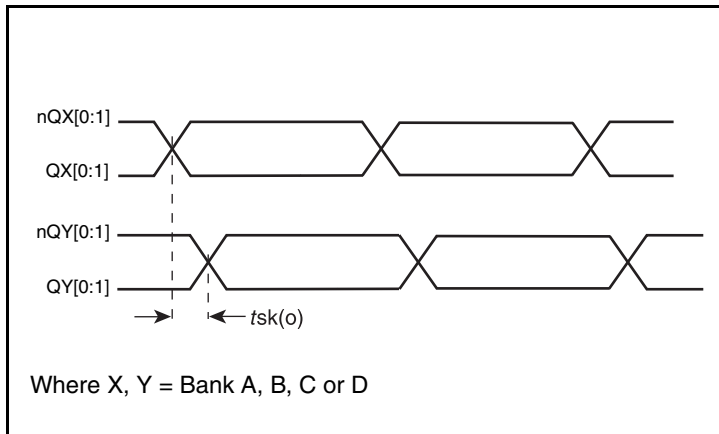 nQX[0:1]
QX[0:1]
nQY[0:1]
QY[0:1]
tsk(o)
Where X, Y = Bank A, B, C or D